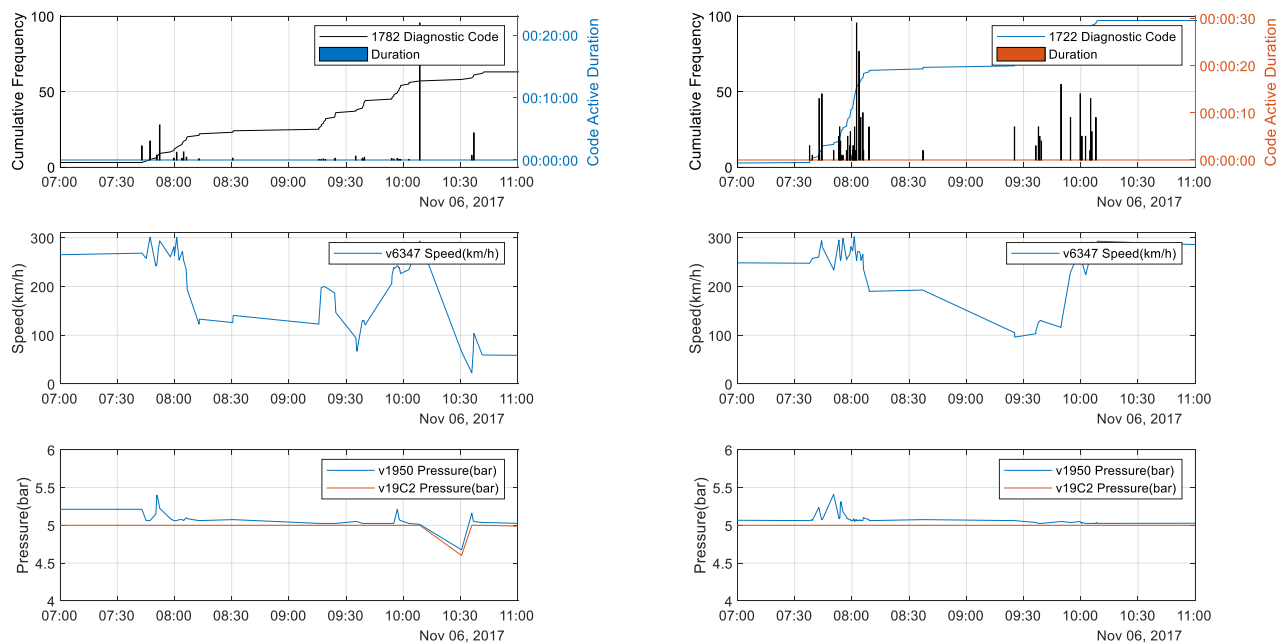 100
50
0
Cumulative Frequency
1782 Diagnostic Code
Duration
00:20:00
00:10:00
00:00:00
Code Active Duration
07:00 07:30 08:00 08:30 09:00 09:30 10:00 10:30 11:00
Nov 06, 2017
100
50
0
Cumulative Frequency
1722 Diagnostic Code
Duration
00:00:30
00:00:20
00:00:10
00:00:00
Code Active Duration
07:00 07:30 08:00 08:30 09:00 09:30 10:00 10:30 11:00
Nov 06, 2017
300
200
100
0
Speed(km/h)
v6347 Speed(km/h)
07:00 07:30 08:00 08:30 09:00 09:30 10:00 10:30 11:00
Nov 06, 2017
300
200
100
0
Speed(km/h)
v6347 Speed(km/h)
07:00 07:30 08:00 08:30 09:00 09:30 10:00 10:30 11:00
Nov 06, 2017
6
5.5
5
4.5
4
Pressure(bar)
v1950 Pressure(bar)
v19C2 Pressure(bar)
07:00 07:30 08:00 08:30 09:00 09:30 10:00 10:30 11:00
Nov 06, 2017
6
5.5
5
4.5
4
Pressure(bar)
v1950 Pressure(bar)
v19C2 Pressure(bar)
07:00 07:30 08:00 08:30 09:00 09:30 10:00 10:30 11:00
Nov 06, 2017